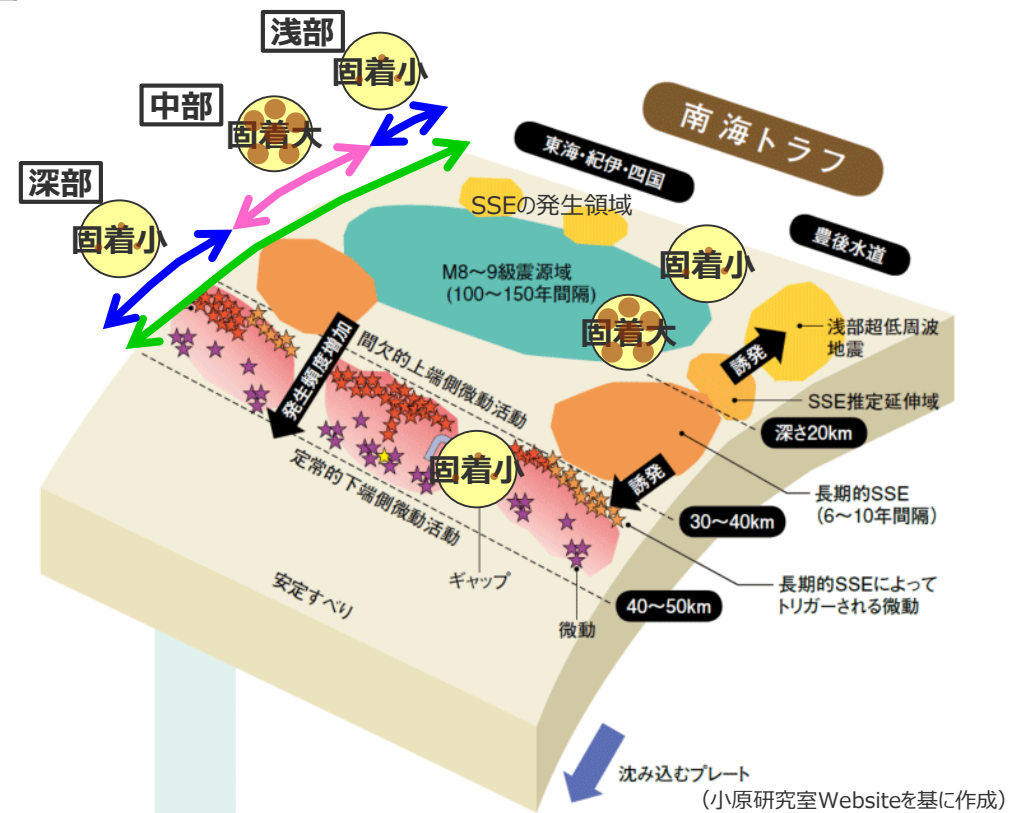 浅部
固着小
中部
固着大
深部
固着小
南海トラフ
東海・紀伊・四国
豊後水道
SSEの発生領域
固着小
M8～9級震源域
(100～150年間隔)
固着大
浅部超低周波
地震
誘発
SSE推定延伸域
深さ20km
発生頻度増加
間欠的上端側微動活動
定常的下端側微動活動
固着小
誘発
長期的SSE
(6～10年間隔)
30～40km
ギャップ
長期的SSEによって
トリガーされる微動
40～50km
微動
安定すべり
沈み込むプレート
（小原研究室Websiteを基に作成）